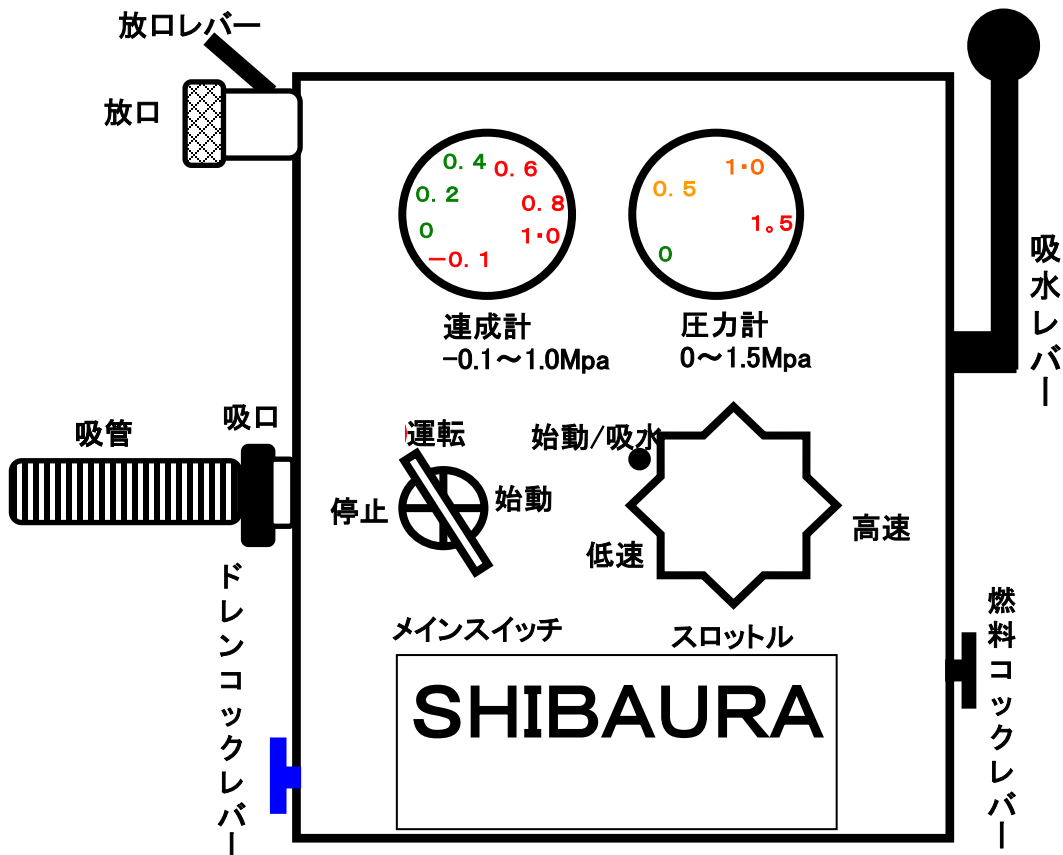 放口レバー
放口
0.4
0.6
0.2
0.8
0
1・0
－0.1
1・0
0.5
1。5
0
連成計
-0.1～1.0Mpa
圧力計
0～1.5Mpa
吸水レバー
吸管
吸口
運転
停止
始動
始動/吸水
低速
高速
メインスイッチ
スロットル
ドレンコックレバー
燃料コックレバー
SHIBAURA